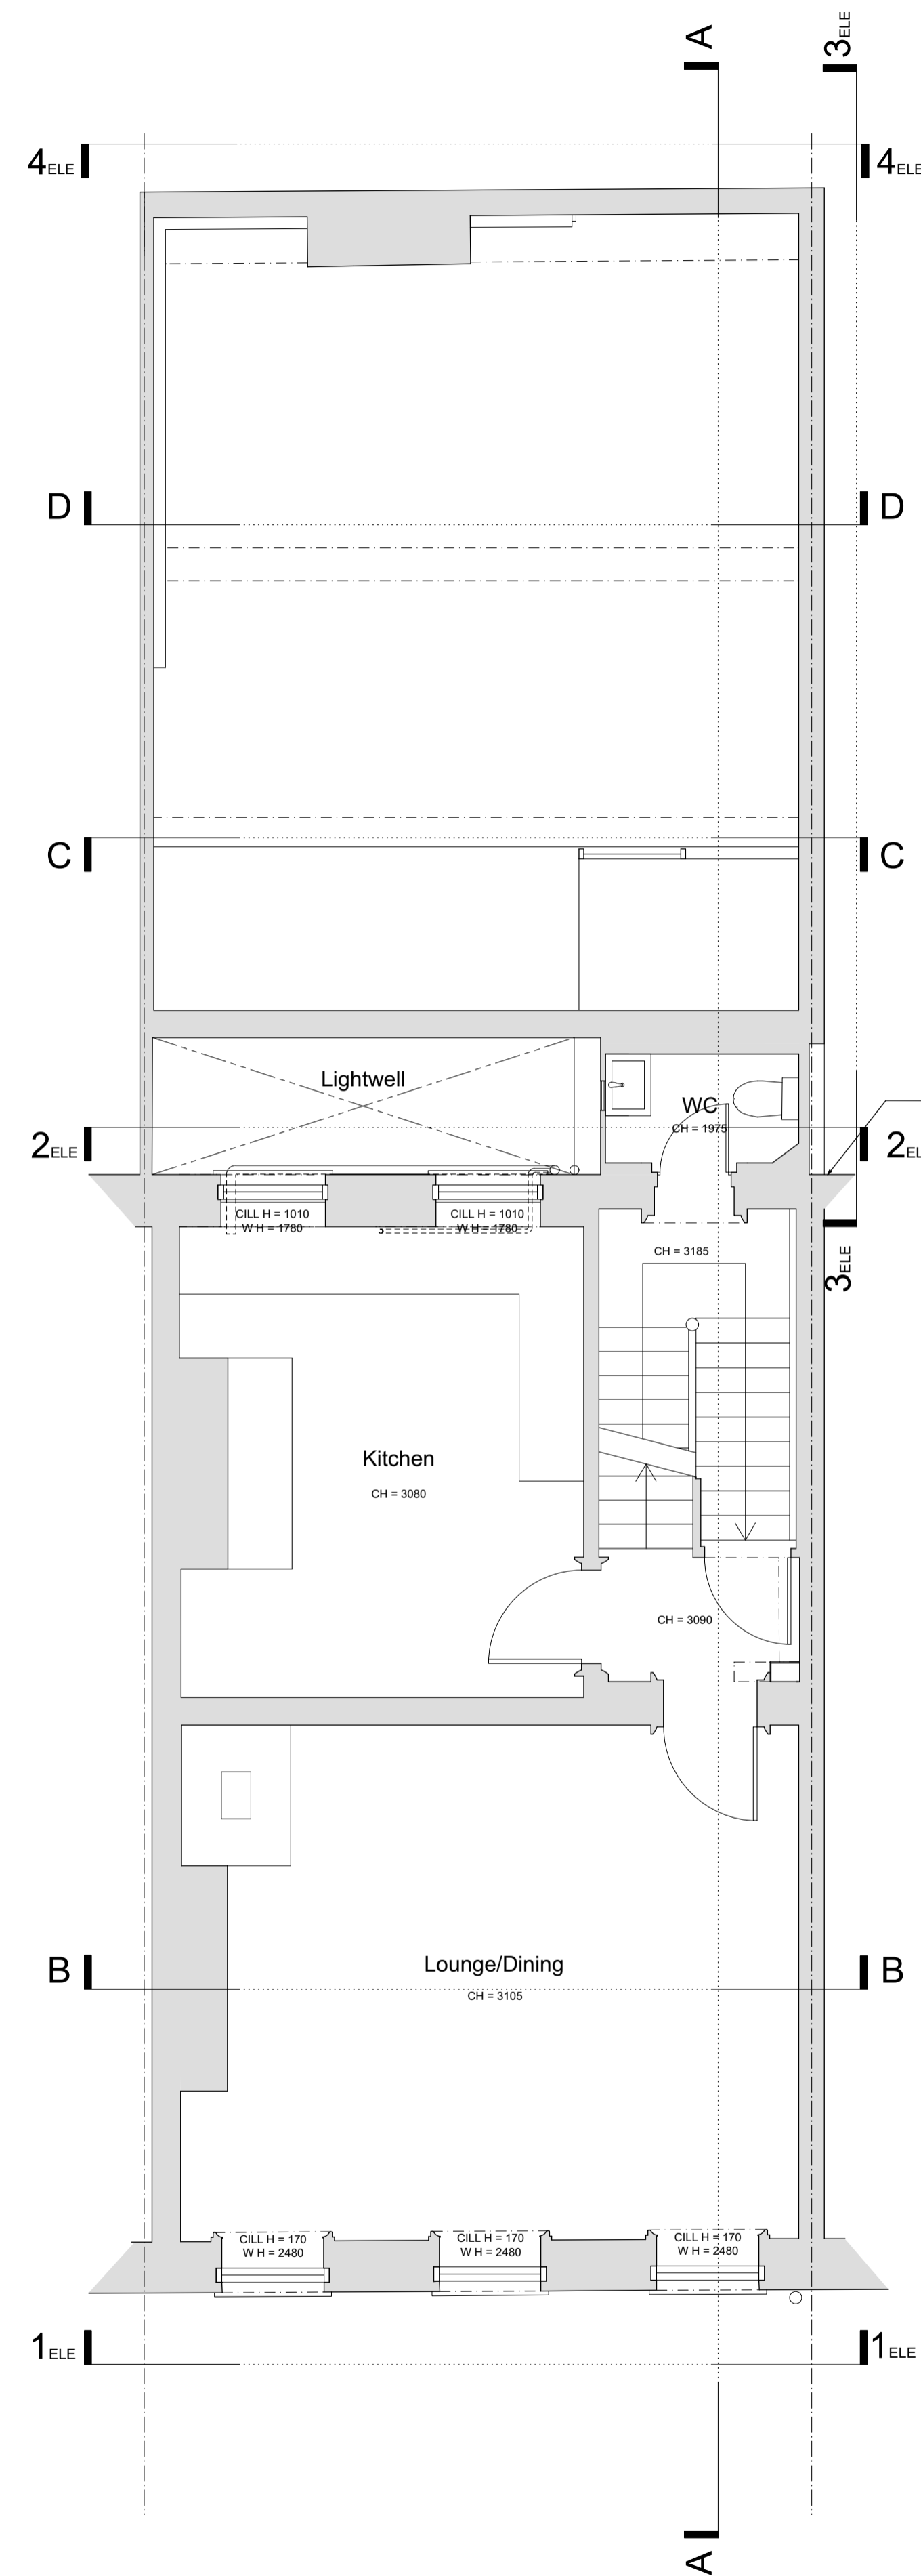 A
3ELE
4ELE
4ELE
D
D
C
C
Lightwell
WC
CH = 1975
2ELE
2EL
CILL H = 1010
W H = 1780
CILL H = 1010
W H = 1780
CH = 3185
3ELE
Kitchen
CH = 3080
CH = 3090
B
B
Lounge/Dining
CH = 3105
CILL H = 170
W H = 2480
CILL H = 170
W H = 2480
CILL H = 170
W H = 2480
1ELE
1ELE
A